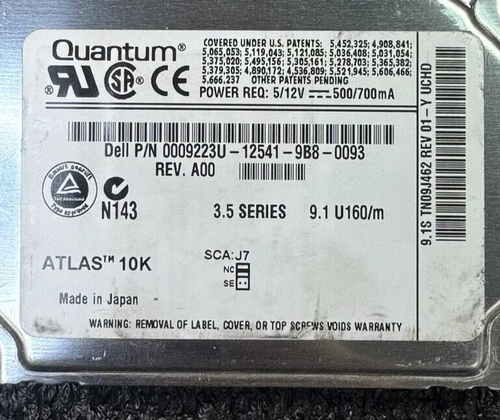 Quantum®
COVERED UNDER U.S. PATENTS: 5,452,325; 4,908,841;
5,065,053; 5,119,043; 5,121,085; 5,036,408; 5,031,054;
5,375,020; 5,495,156; 5,305,161; 5,278,703; 5,365,382
5,379,305; 4,890,172; 4,536,809; 5,521,945; 5,606,466;
5,666,237 OTHER PATENTS PENDING
POWER REQ: 5/12V 500/700mA
Dell P/N 0009223U-12541-9B8-0093
REV. A00
N143
3.5 SERIES 9.1 U160/m
ATLAS™ 10K
SCA:J7
NC
SE
Made in Japan
WARNING: REMOVAL OF LABEL, COVER, OR TOP SCREWS VOIDS WARRANTY
9.1S TN09J462 REV 01-Y UCHD